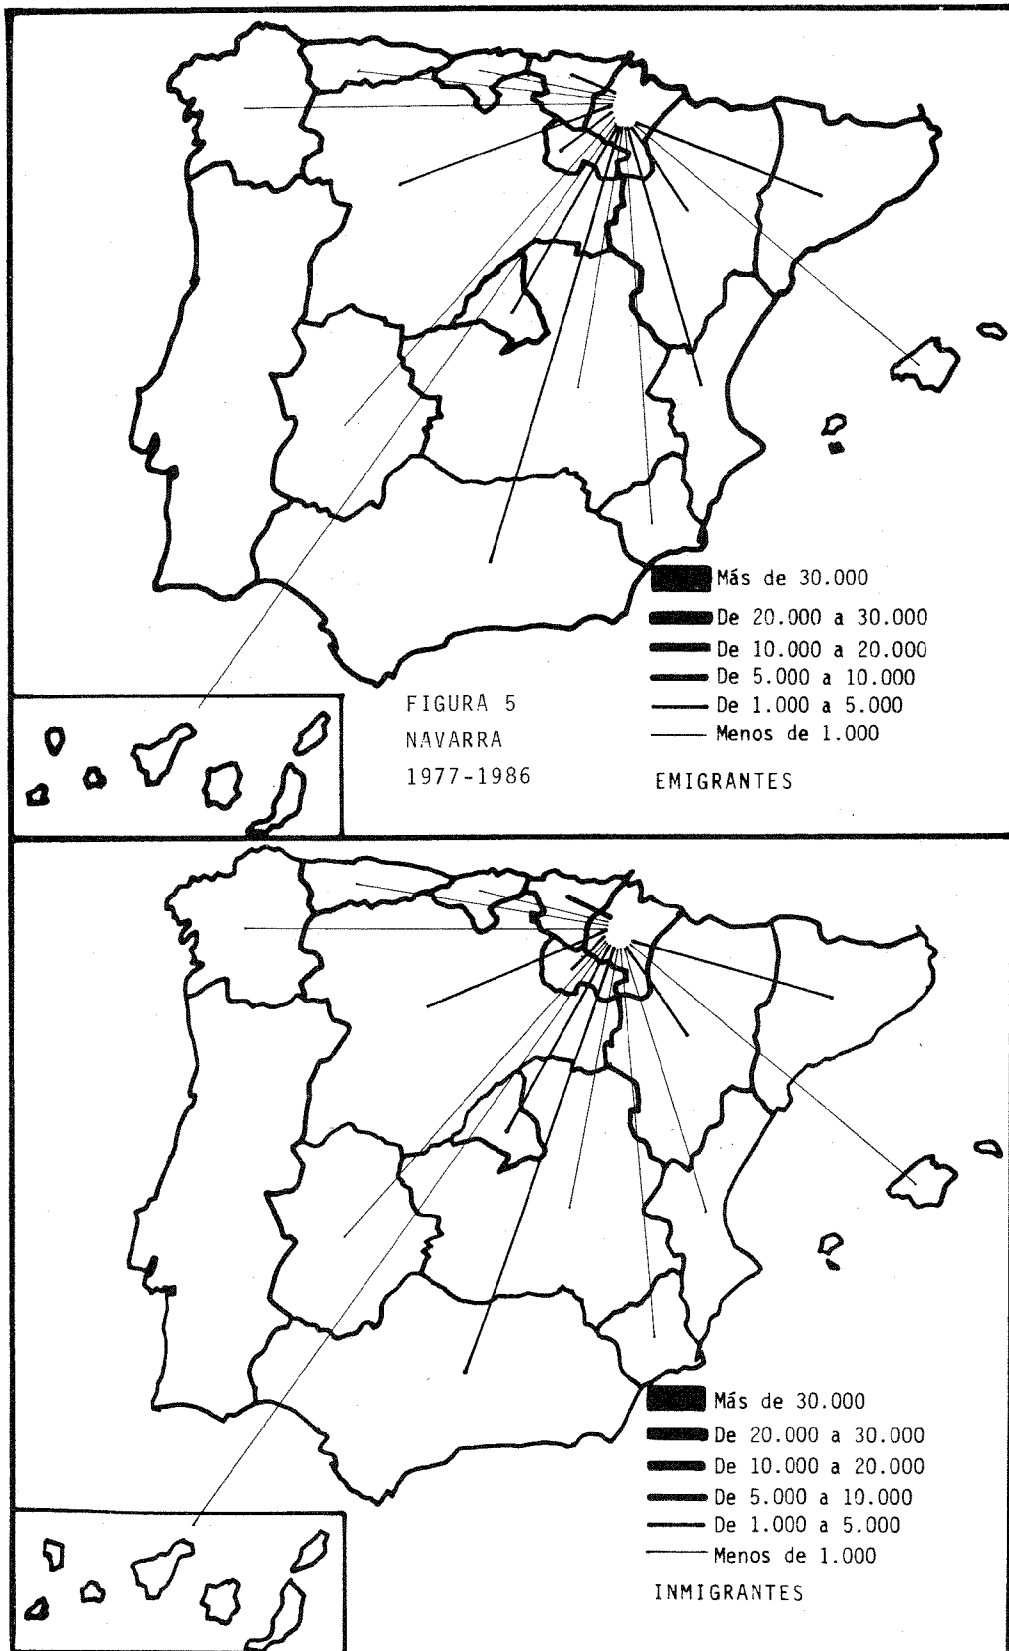 Más de 30.000
De 20.000 a 30.000
De 10.000 a 20.000
De 5.000 a 10.000
De 1.000 a 5.000
Menos de 1.000
FIGURA 5
NAVARRA
1977-1986
EMIGRANTES
Más de 30.000
De 20.000 a 30.000
De 10.000 a 20.000
De 5.000 a 10.000
De 1.000 a 5.000
Menos de 1.000
INMIGRANTES